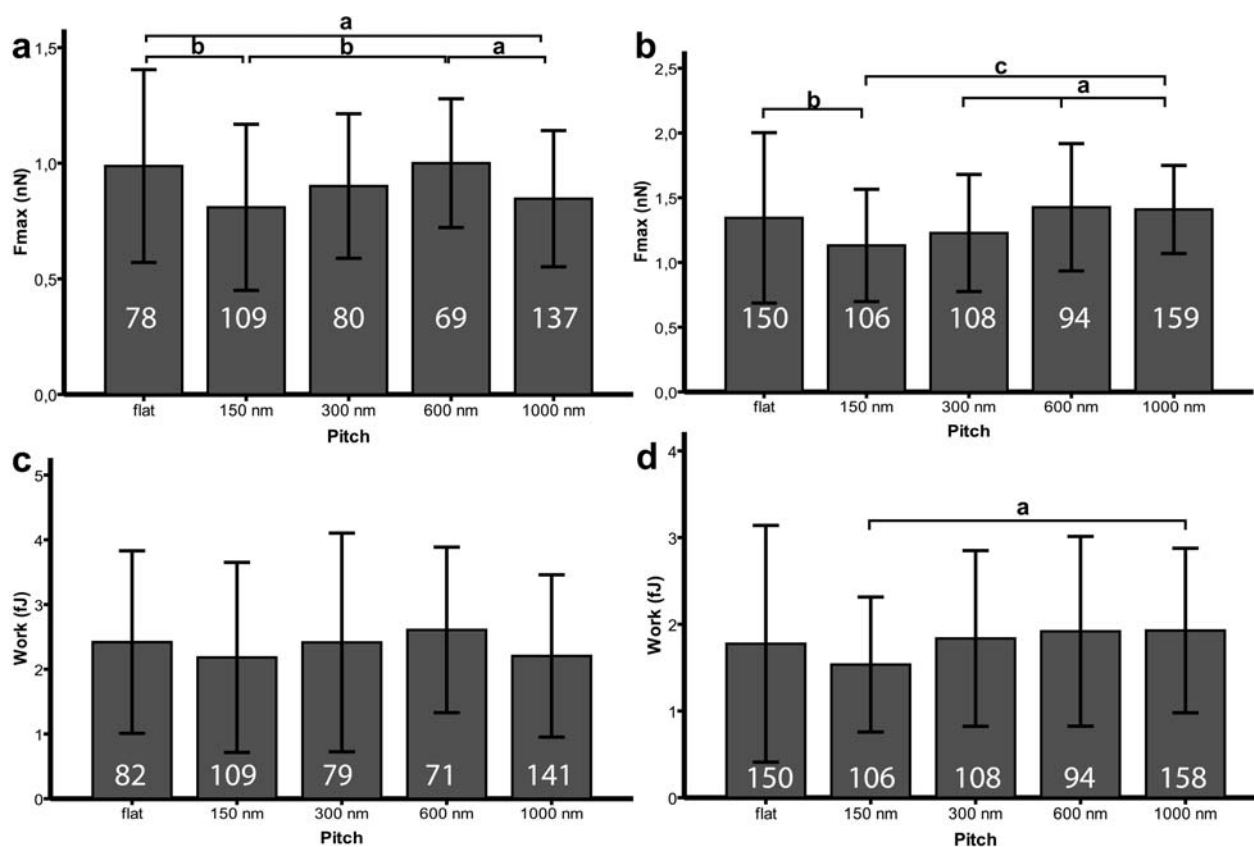 a
a
b b a
1,5
1,0
0,5
0,0
Fmax (nN)
78 109 80 69 137
flat 150 nm 300 nm 600 nm 1000 nm
Pitch
b
c
b a
2,5
2,0
1,5
1,0
0,5
0,0
Fmax (nN)
150 106 108 94 159
flat 150 nm 300 nm 600 nm 1000 nm
Pitch
c
5
4
3
2
1
0
Work (fJ)
82 109 79 71 141
flat 150 nm 300 nm 600 nm 1000 nm
Pitch
d
a
4
3
2
1
0
Work (fJ)
150 106 108 94 158
flat 150 nm 300 nm 600 nm 1000 nm
Pitch